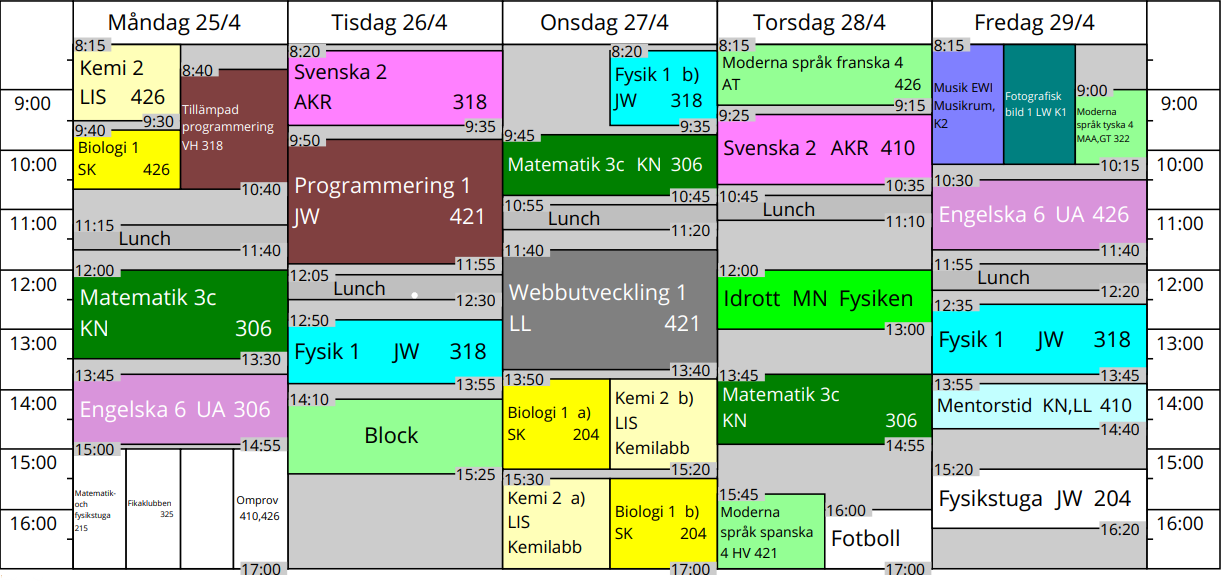 Måndag 25/4
Tisdag 26/4
Onsdag 27/4
Torsdag 28/4
Fredag 29/4
9:00
10:00
11:00
12:00
13:00
14:00
15:00
16:00
8:15
Kemi 2
LIS 426
9:30
8:40
Tillämpad
programmering
VH 318
10:40
9:40
Biologi 1
SK 426
11:15
Lunch
11:40
12:00
Matematik 3c
KN 306
13:30
13:45
Engelska 6 UA 306
14:55
15:00
Matematik-
och
fysikstuga
215
Fikaklubben
325
Omprov
410,426
17:00
8:20
Svenska 2
AKR 318
9:35
9:50
Programmering 1
JW 421
11:55
12:05
Lunch
12:30
12:50
Fysik 1 JW 318
13:55
14:10
Block
15:25
8:20
Fysik 1 b)
JW 318
9:35
9:45
Matematik 3c KN 306
10:45
10:55
Lunch
11:20
11:40
Webbutveckling 1
LL 421
13:40
13:50
Biologi 1 a)
SK 204
Kemi 2 b)
LIS
Kemilabb
15:20
15:30
Kemi 2 a)
LIS
Kemilabb
Biologi 1 b)
SK 204
17:00
8:15
Moderna språk franska 4
AT 426
9:15
9:25
Svenska 2 AKR 410
10:35
10:45
Lunch
11:10
12:00
Idrott MN Fysiken
13:00
13:45
Matematik 3c
KN 306
14:55
15:45
Moderna
språk spanska
4 HV 421
16:00
Fotboll
17:00
8:15
Musik EWI
Musikrum,
K2
Fotografisk
bild 1 LW K1
9:00
Moderna
språk tyska 4
MAA,GT 322
10:15
10:30
Engelska 6 UA 426
11:40
11:55
Lunch
12:20
12:35
Fysik 1 JW 318
13:45
13:55
Mentorstid KN,LL 410
14:40
15:20
Fysikstuga JW 204
16:20
9:00
10:00
11:00
12:00
13:00
14:00
15:00
16:00